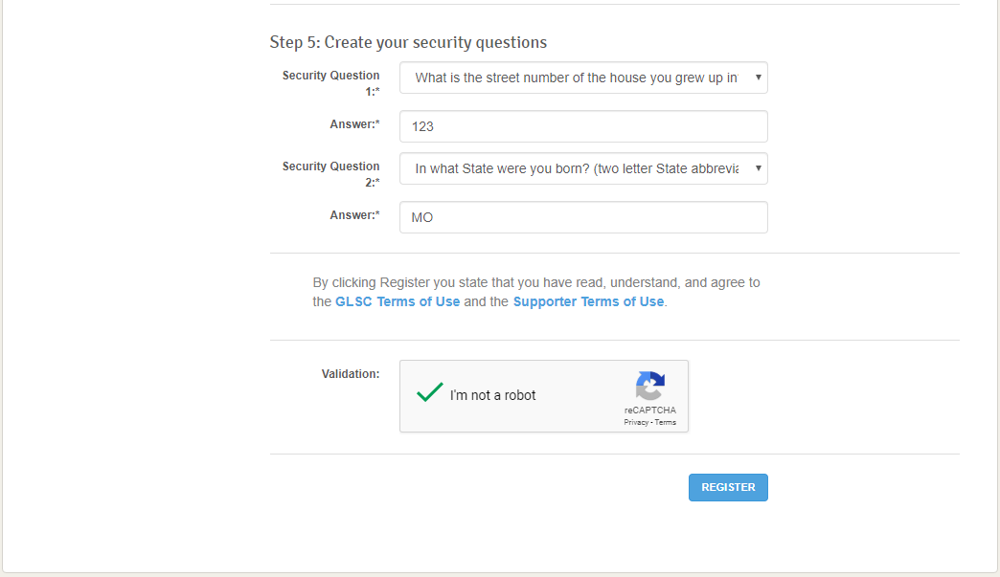 Step 5: Create your security questions
Security Question
1:*
What is the street number of the house you grew up in
Answer:*
123
Security Question
2:*
In what State were you born? (two letter State abbrevia
Answer:*
MO
By clicking Register you state that you have read, understand, and agree to
the GLSC Terms of Use and the Supporter Terms of Use.
Validation:
I'm not a robot
reCAPTCHA
Privacy - Terms
REGISTER